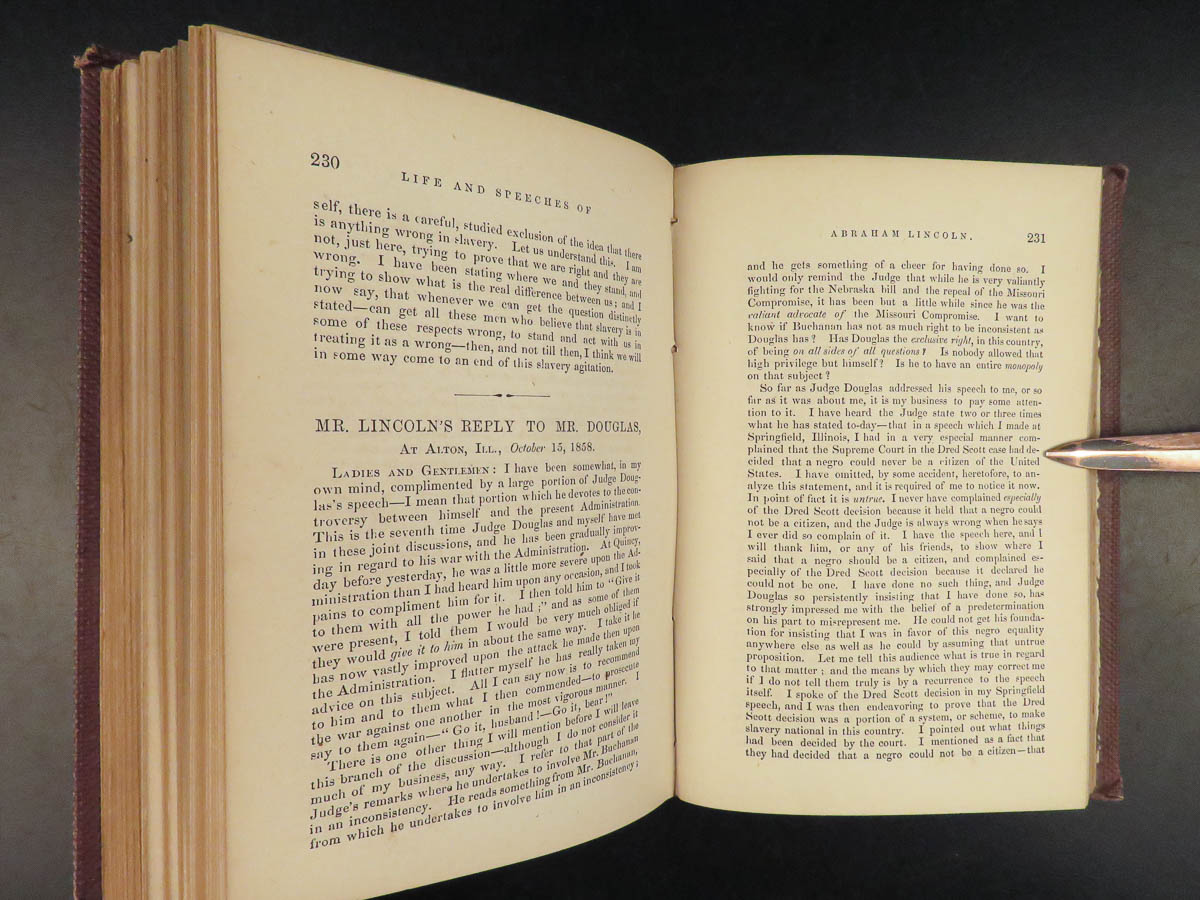 230
LIFE AND SPEECHES OF
self, there is a careful, studied exclusion of the idea that there
is anything wrong in slavery. Let us understand this. I am
not, just here, trying to prove that we are right and they are
wrong. I have been stating where we and they stand, and
trying to show what is the real difference between us; and I
now say, that whenever we can get the question distinctly
stated—can get all these men who believe that slavery is in
some of these respects wrong, to stand and act with us in
treating it as a wrong—then, and not till then, I think we will
in some way come to an end of this slavery agitation.
MR. LINCOLN'S REPLY TO MR. DOUGLAS,
AT ALTON, ILL., October 15, 1858.
LADIES AND GENTLEMEN: I have been somewhat, in my
own mind, complimented by a large portion of Judge Doug-
las's speech—I mean that portion which he devotes to the con-
troversy between himself and the present Administration.
This is the seventh time Judge Douglas and myself have met
in these joint discussions, and he has been gradually improv-
ing in regard to his war with the Administration. At Quincy,
day before yesterday, he was a little more severe upon the Ad-
ministration than I had heard him upon any occasion, and I took
pains to compliment him for it. I then told him to "Give it
to them with all the power he had;" and as some of them
were present, I told them I would be very much obliged if
they would give it to him in about the same way. I take it he
has now vastly improved upon the attack he made then upon
the Administration. I flatter myself he has really taken my
advice on this subject. All I can say now is to recommend
to him and to them what I then commended—to prosecute
the war against one another in the most vigorous manner. I
say to them again—"Go it, husband!—Go it, bear!"
There is one other thing I will mention before I will leave
this branch of the discussion—although I do not consider it
much of my business, any way. I refer to that part of the
Judge's remarks where he undertakes to involve Mr. Buchanan
in an inconsistency. He reads something from Mr. Buchanan,
from which he undertakes to involve him in an inconsistency;
ABRAHAM LINCOLN.
231
and he gets something of a cheer for having done so. I
would only remind the Judge that while he is very valiantly
fighting for the Nebraska bill and the repeal of the Missouri
Compromise, it has been but a little while since he was the
valiant advocate of the Missouri Compromise. I want to
know if Buchanan has not as much right to be inconsistent as
Douglas has? Has Douglas the exclusive right, in this country,
of being on all sides of all questions? Is nobody allowed that
high privilege but himself? Is he to have an entire monopoly
on that subject?
So far as Judge Douglas addressed his speech to me, or so
far as it was about me, it is my business to pay some atten-
tion to it. I have heard the Judge state two or three times
what he has stated to-day—that in a speech which I made at
Springfield, Illinois, I had in a very especial manner com-
plained that the Supreme Court in the Dred Scott case had de-
cided that a negro could never be a citizen of the United
States. I have omitted, by some accident, heretofore, to an-
alyze this statement, and it is required of me to notice it now.
In point of fact it is untrue. I never have complained especially
of the Dred Scott decision because it held that a negro could
not be a citizen, and the Judge is always wrong when he says
I ever did so complain of it. I have the speech here, and I
will thank him, or any of his friends, to show where I
said that a negro should be a citizen, and complained es-
pecially of the Dred Scott decision because it declared he
could not be one. I have done no such thing, and Judge
Douglas so persistently insisting that I have done so, has
strongly impressed me with the belief of a predetermination
on his part to misrepresent me. He could not get his founda-
tion for insisting that I was in favor of this negro equality
anywhere else as well as he could by assuming that untrue
proposition. Let me tell this audience what is true in regard
to that matter; and the means by which they may correct me
if I do not tell them truly is by a recurrence to the speech
itself. I spoke of the Dred Scott decision in my Springfield
speech, and I was then endeavoring to prove that the Dred
Scott decision was a portion of a system, or scheme, to make
slavery national in this country. I pointed out what things
had been decided by the court. I mentioned as a fact that
they had decided that a negro could not be a citizen—that